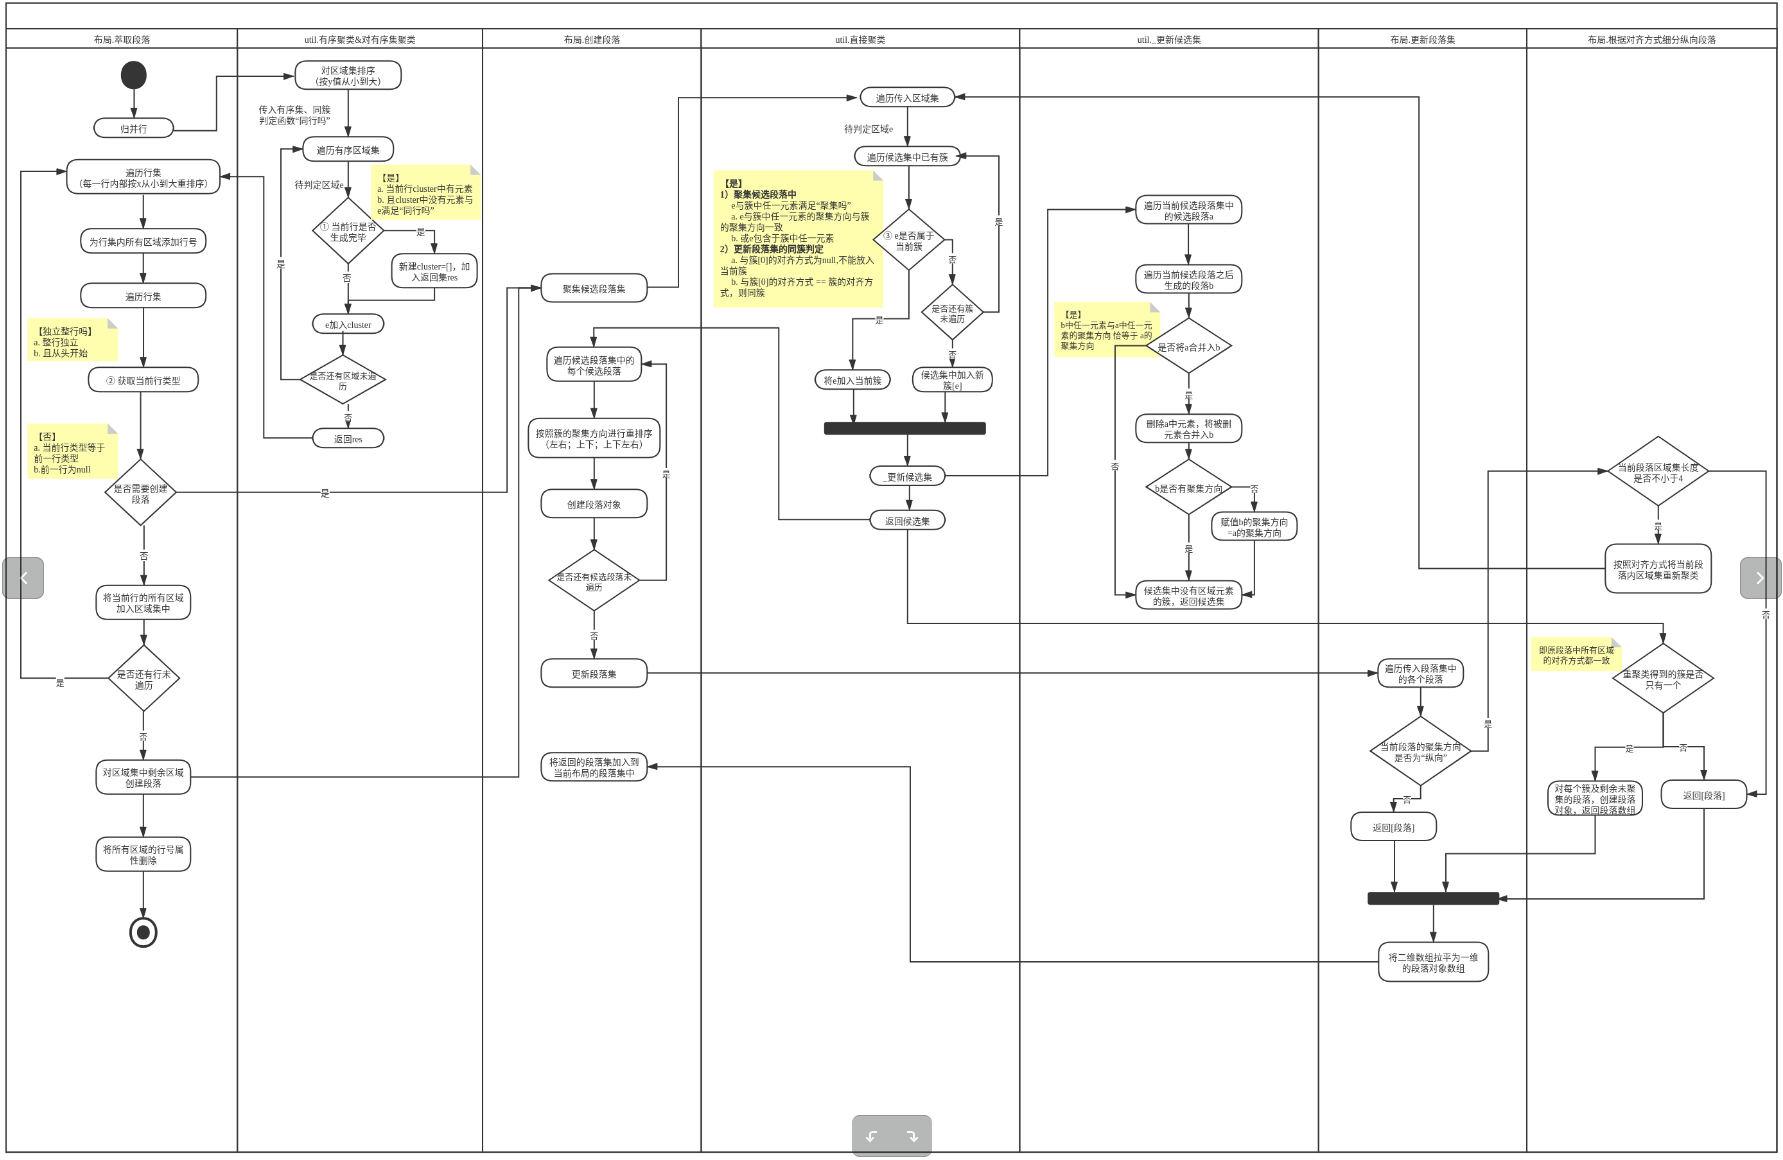 布局.萃取段落
util.有序聚类&对有序集聚类
布局.创建段落
util.直接聚类
util._更新候选集
布局.更新段落集
布局.根据对齐方式细分纵向段落
归并行
遍历行集
（每一行内部按x从小到大重排序）
为行集内所有区域添加行号
遍历行集
【独立整行吗】
a. 整行独立
b. 且从头开始
② 获取当前行类型
【否】
a. 当前行类型等于
前一行类型
b.前一行为null
是否需要创建
段落
是
否
将当前行的所有区域
加入区域集中
是否还有行未
遍历
是
否
对区域集中剩余区域
创建段落
将所有区域的行号属
性删除
对区域集排序
（按y值从小到大）
传入有序集、同簇
判定函数“同行吗”
遍历有序区域集
待判定区域e
【是】
a. 当前行cluster中有元素
b. 且cluster中没有元素与
e满足“同行吗”
① 当前行是否
生成完毕
是
新建cluster=[]，加
入返回集res
否
是
e加入cluster
是否还有区域未遍
历
否
返回res
聚集候选段落集
遍历候选段落集中的
每个候选段落
按照簇的聚集方向进行重排序
（左右；上下；上下左右）
是
创建段落对象
是否还有候选段落未
遍历
否
更新段落集
将返回的段落集加入到
当前布局的段落集中
遍历传入区域集
待判定区域e
遍历候选集中已有簇
【是】
1）聚集候选段落中
e与簇中任一元素满足“聚集吗”
a. e与簇中任一元素的聚集方向与簇
的聚集方向一致
b. 或e包含于簇中任一元素
2）更新段落集的同簇判定
a. 与簇[0]的对齐方式为null,不能放入
当前簇
b. 与簇[0]的对齐方式 == 簇的对齐方
式，则同簇
③ e是否属于
当前簇
是
否
是否还有簇
未遍历
是
否
将e加入当前簇
候选集中加入新
簇[e]
_更新候选集
返回候选集
遍历当前候选段落集中
的候选段落a
遍历当前候选段落之后
生成的段落b
【是】
b中任一元素与a中任一元
素的聚集方向 恰等于 a的
聚集方向
是否将a合并入b
是
删除a中元素，将被删
元素合并入b
否
b是否有聚集方向
否
赋值b的聚集方向
=a的聚集方向
是
候选集中没有区域元素
的簇，返回候选集
遍历传入段落集中
的各个段落
当前段落的聚集方向
是否为“纵向”
是
否
返回[段落]
将二维数组拉平为一维
的段落对象数组
当前段落区域集长度
是否不小于4
是
按照对齐方式将当前段
落内区域集重新聚类
否
即原段落中所有区域
的对齐方式都一致
重聚类得到的簇是否
只有一个
是
否
对每个簇及剩余未聚
集的段落，创建段落
对象，返回段落数组
返回[段落]